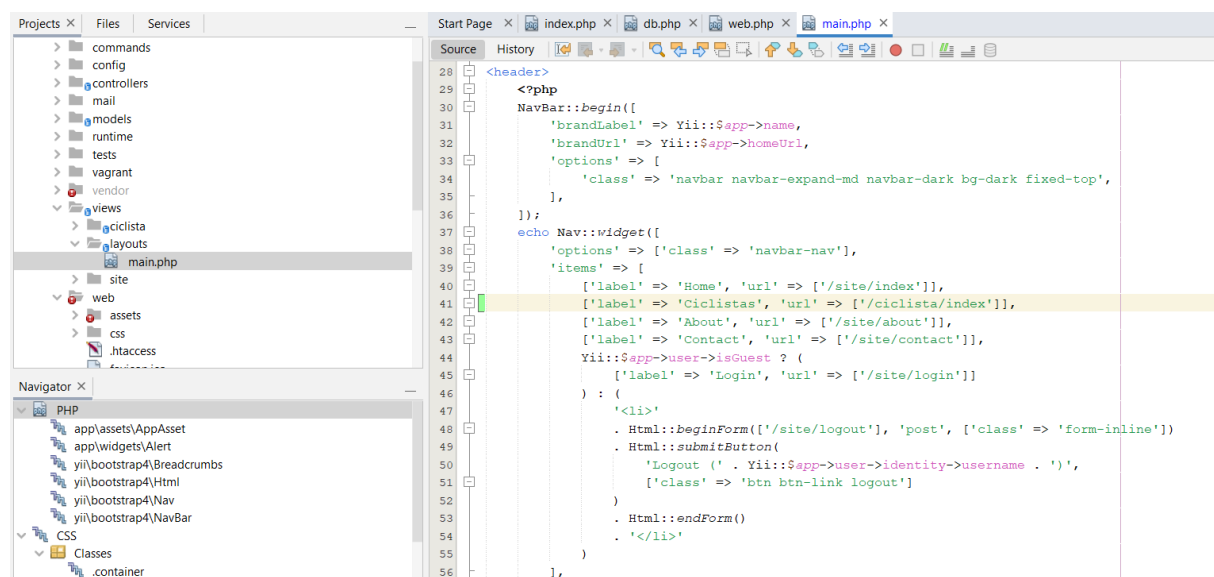 Projects × Files Services
commands
config
controllers
mail
models
runtime
tests
vagrant
vendor
views
ciclista
layouts
main.php
site
web
assets
css
.htaccess
Navigator ×
PHP
app\assets\AppAsset
app\widgets\Alert
yii\bootstrap4\Breadcrumbs
yii\bootstrap4\Html
yii\bootstrap4\Nav
yii\bootstrap4\NavBar
CSS
Classes
.container
Start Page × index.php × db.php × web.php × main.php ×
Source History
28 <header>
29 <?php
30 NavBar::begin([
31 'brandLabel' => Yii::$app->name,
32 'brandUrl' => Yii::$app->homeUrl,
33 'options' => [
34 'class' => 'navbar navbar-expand-md navbar-dark bg-dark fixed-top',
35 ],
36 ]);
37 echo Nav::widget([
38 'options' => ['class' => 'navbar-nav'],
39 'items' => [
40 ['label' => 'Home', 'url' => ['/site/index']],
41 ['label' => 'Ciclistas', 'url' => ['/ciclista/index']],
42 ['label' => 'About', 'url' => ['/site/about']],
43 ['label' => 'Contact', 'url' => ['/site/contact']],
44 Yii::$app->user->isGuest ? (
45 ['label' => 'Login', 'url' => ['/site/login']]
46 ) : (
47 '<li>'
48 . Html::beginForm(['/site/logout'], 'post', ['class' => 'form-inline'])
49 . Html::submitButton(
50 'Logout (' . Yii::$app->user->identity->username . ')',
51 ['class' => 'btn btn-link logout']
52 )
53 . Html::endForm()
54 . '</li>'
55 )
56 ],